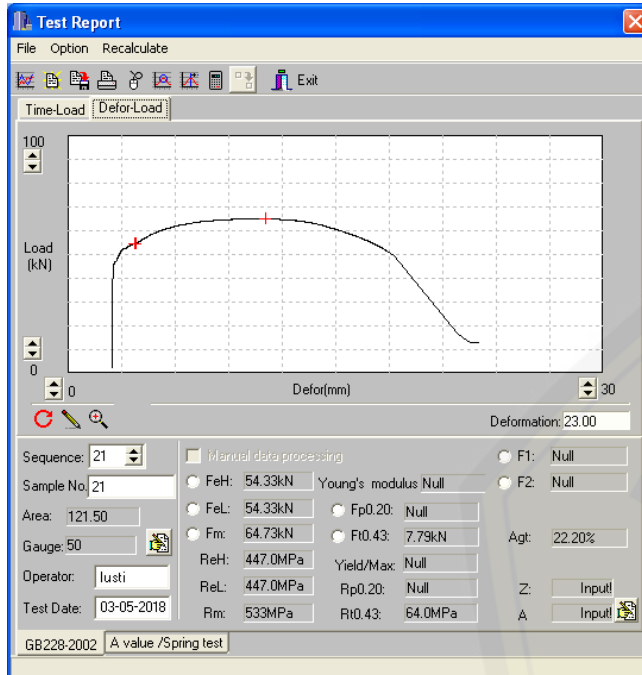 Test Report
File Option Recalculate
Exit
Time-Load Defor-Load
100
Load
(kN)
0
0 Defor(mm) 30
Deformation: 23.00
Sequence: 21
Sample No. 21
Area: 121.50
Gauge: 50
Operator: lusti
Test Date: 03-05-2018
Manual data processing
FeH: 54.33kN Young's modulus Null
FeL: 54.33kN Fp0.20: Null
Fm: 64.73kN Ft0.43: 7.79kN
ReH: 447.0MPa Yield/Max: Null
ReL: 447.0MPa Rp0.20: Null
Rm: 533MPa Rt0.43: 64.0MPa
F1: Null
F2: Null
Agt: 22.20%
Z: Input!
A Input!
GB228-2002 A value /Spring test